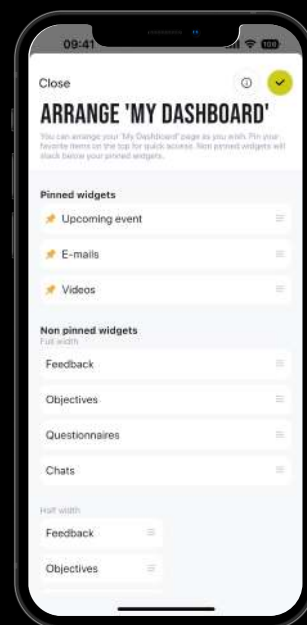 09:41
100
Close
ARRANGE 'MY DASHBOARD'
You can arrange your 'My Dashboard' page as you wish. Pin your
favorite items on the top for quick access. Non pinned widgets will
stack below your pinned widgets.
Pinned widgets
Upcoming event
E-mails
Videos
Non pinned widgets
Full width
Feedback
Objectives
Questionnaires
Chats
Half width
Feedback
Objectives